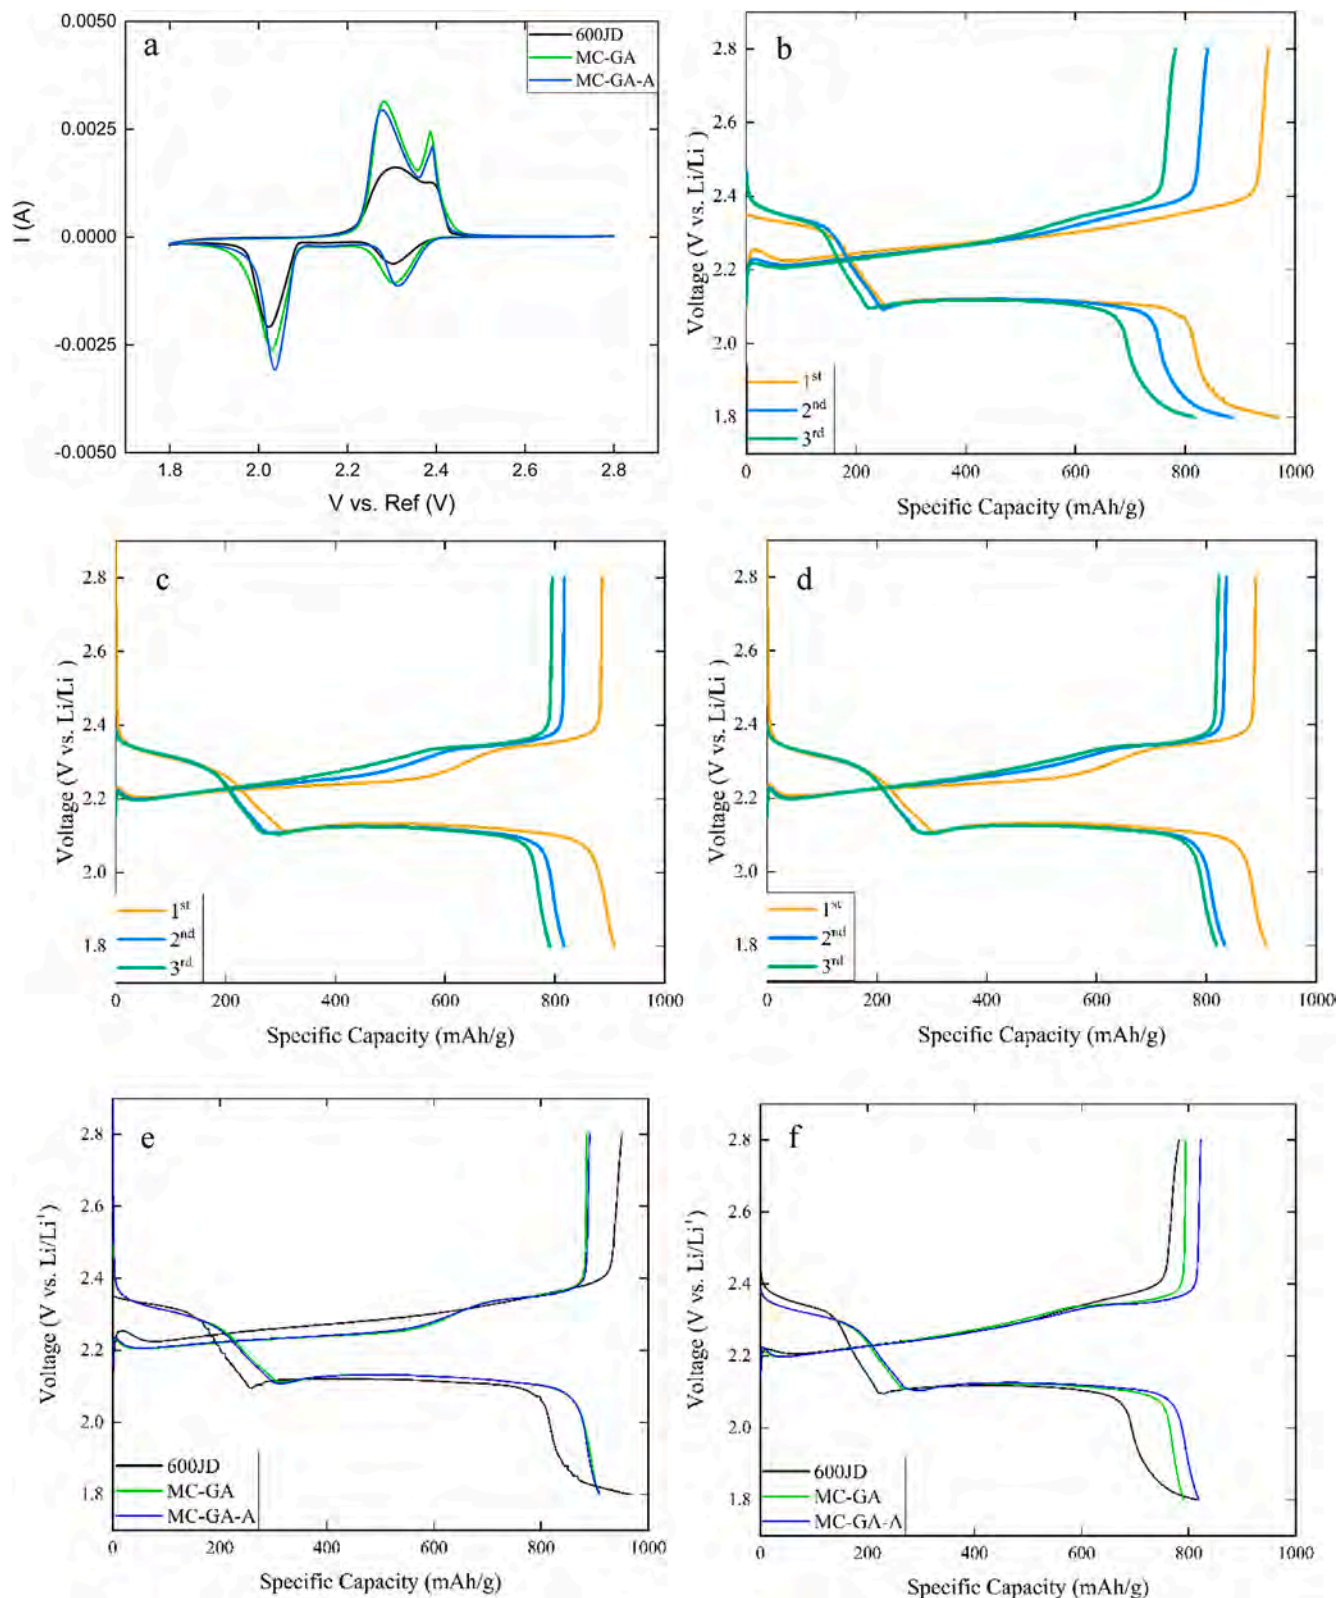 a
600JD
MC-GA
MC-GA-A
0.0050
0.0025
0.0000
-0.0025
-0.0050
I (A)
1.8 2.0 2.2 2.4 2.6 2.8
V vs. Ref (V)
b
2.8
2.6
2.4
2.2
2.0
1.8
Voltage (V vs. Li/Li )
1st
2nd
3rd
0 200 400 600 800 1000
Specific Capacity (mAh/g)
c
2.8
2.6
2.4
2.2
2.0
1.8
Voltage (V vs. Li/Li )
1st
2nd
3rd
0 200 400 600 800 1000
Specific Capacity (mAh/g)
d
2.8
2.6
2.4
2.2
2.0
1.8
Voltage (V vs. Li/Li )
1st
2nd
3rd
0 200 400 600 800 1000
Specific Capacity (mAh/g)
e
2.8
2.6
2.4
2.2
2.0
1.8
Voltage (V vs. Li/Li⁺)
600JD
MC-GA
MC-GA-A
0 200 400 600 800 1000
Specific Capacity (mAh/g)
f
2.8
2.6
2.4
2.2
2.0
1.8
Voltage (V vs. Li/Li⁺)
600JD
MC-GA
MC-GA-A
0 200 400 600 800 1000
Specific Capacity (mAh/g)